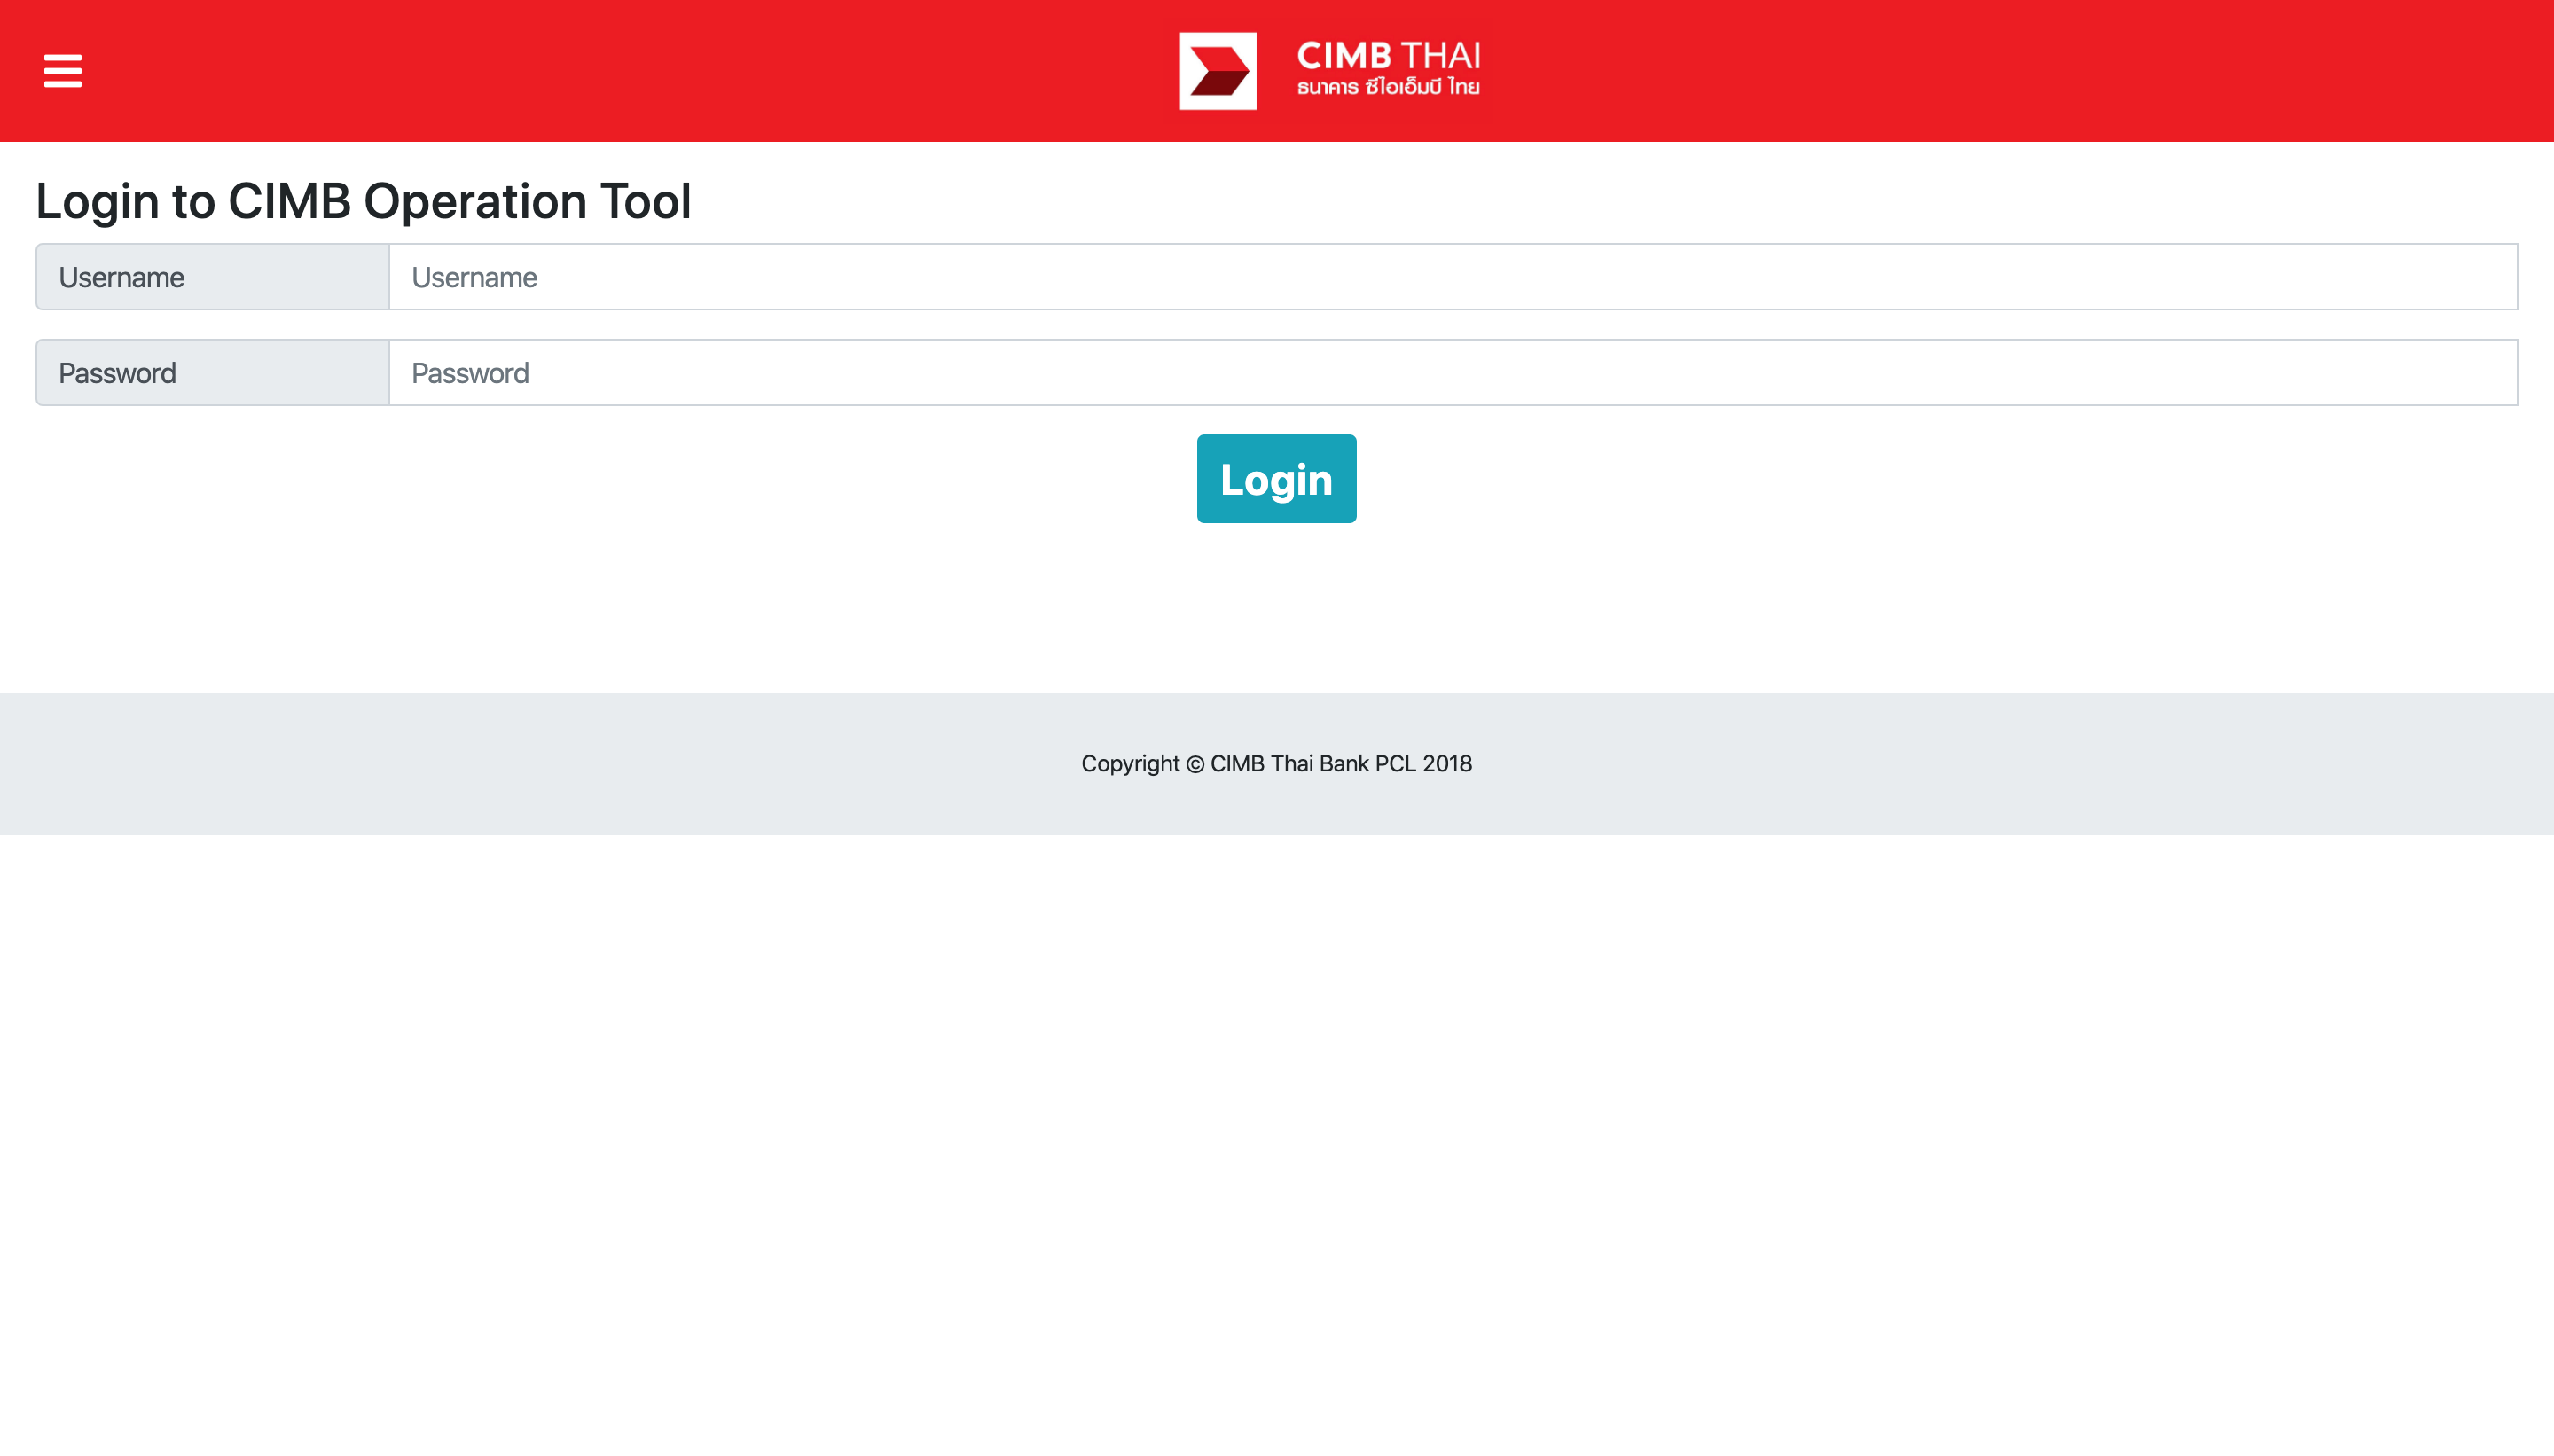 CIMB THAI
ธนาคาร ซีไอเอ็มบี ไทย
Login to CIMB Operation Tool
Username Username
Password Password
Login
Copyright © CIMB Thai Bank PCL 2018